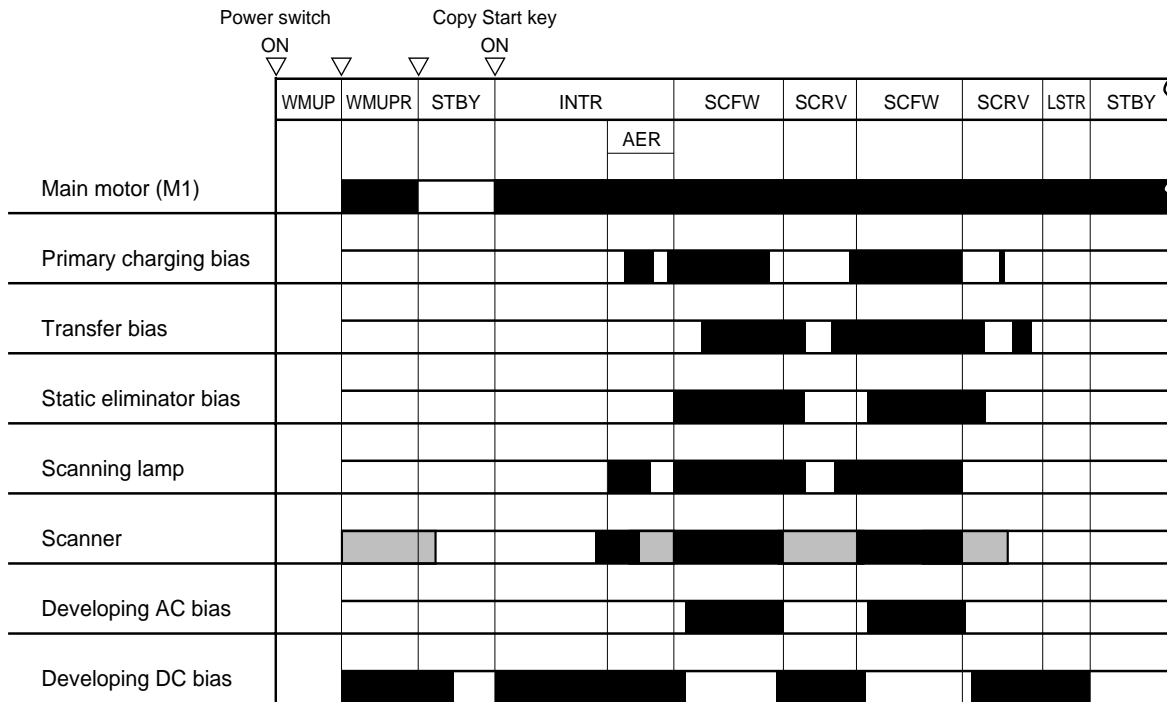 Power switch Copy Start key
ON ON
WMUP WMUPR STBY INTR SCFW SCRV SCFW SCRV LSTR STBY
AER
Main motor (M1)
Primary charging bias
Transfer bias
Static eliminator bias
Scanning lamp
Scanner
Developing AC bias
Developing DC bias